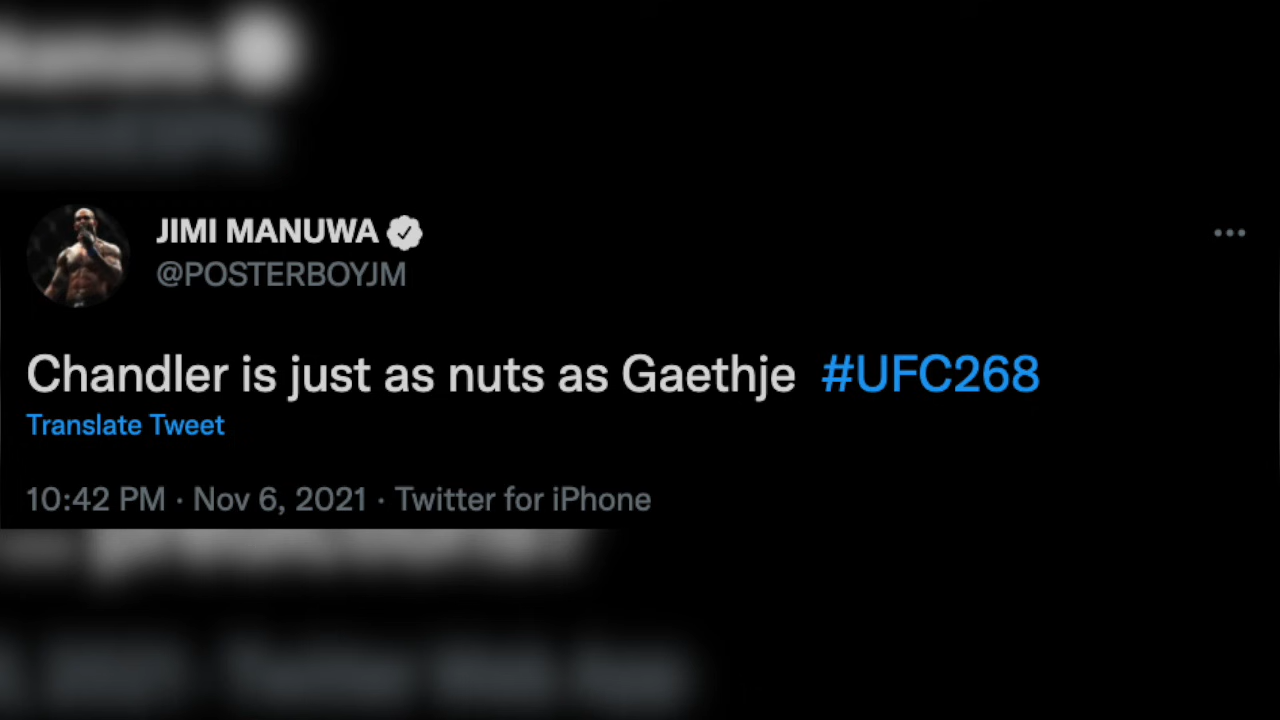 JIMI MANUWA
@POSTERBOYJM
Chandler is just as nuts as Gaethje #UFC268
Translate Tweet
10:42 PM · Nov 6, 2021 · Twitter for iPhone